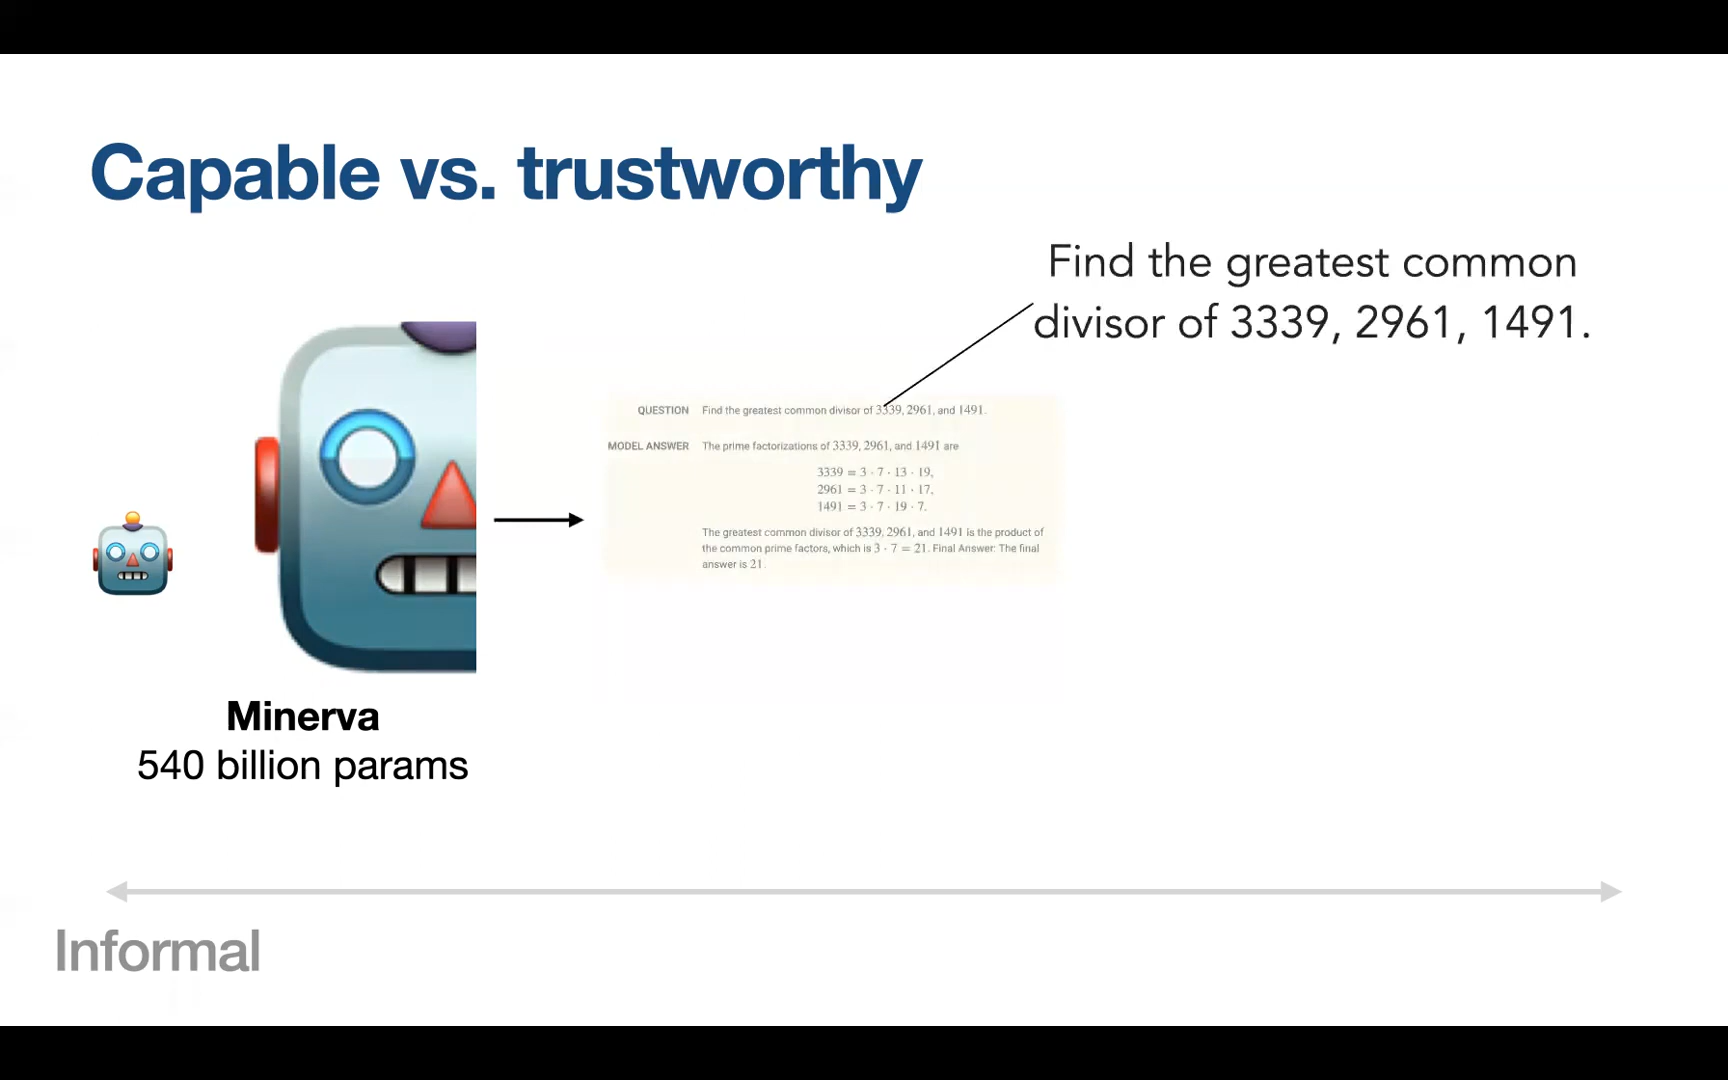 Capable vs. trustworthy
Find the greatest common
divisor of 3339, 2961, 1491.
QUESTION Find the greatest common divisor of 3339, 2961, and 1491.
MODEL ANSWER The prime factorizations of 3339, 2961, and 1491 are
3339 = 3 · 7 · 13 · 19,
2961 = 3 · 7 · 11 · 17,
1491 = 3 · 7 · 19 · 7.
The greatest common divisor of 3339, 2961, and 1491 is the product of
the common prime factors, which is 3 · 7 = 21. Final Answer: The final
answer is 21.
Minerva
540 billion params
Informal